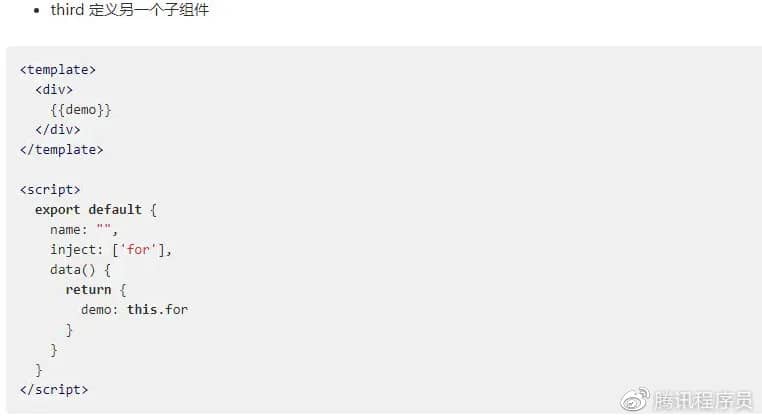 • third 定义另一个子组件
<template>
  <div>
    {{demo}}
  </div>
</template>

<script>
  export default {
    name: "",
    inject: ['for'],
    data() {
      return {
        demo: this.for
      }
    }
  }
</script>
腾讯程序员